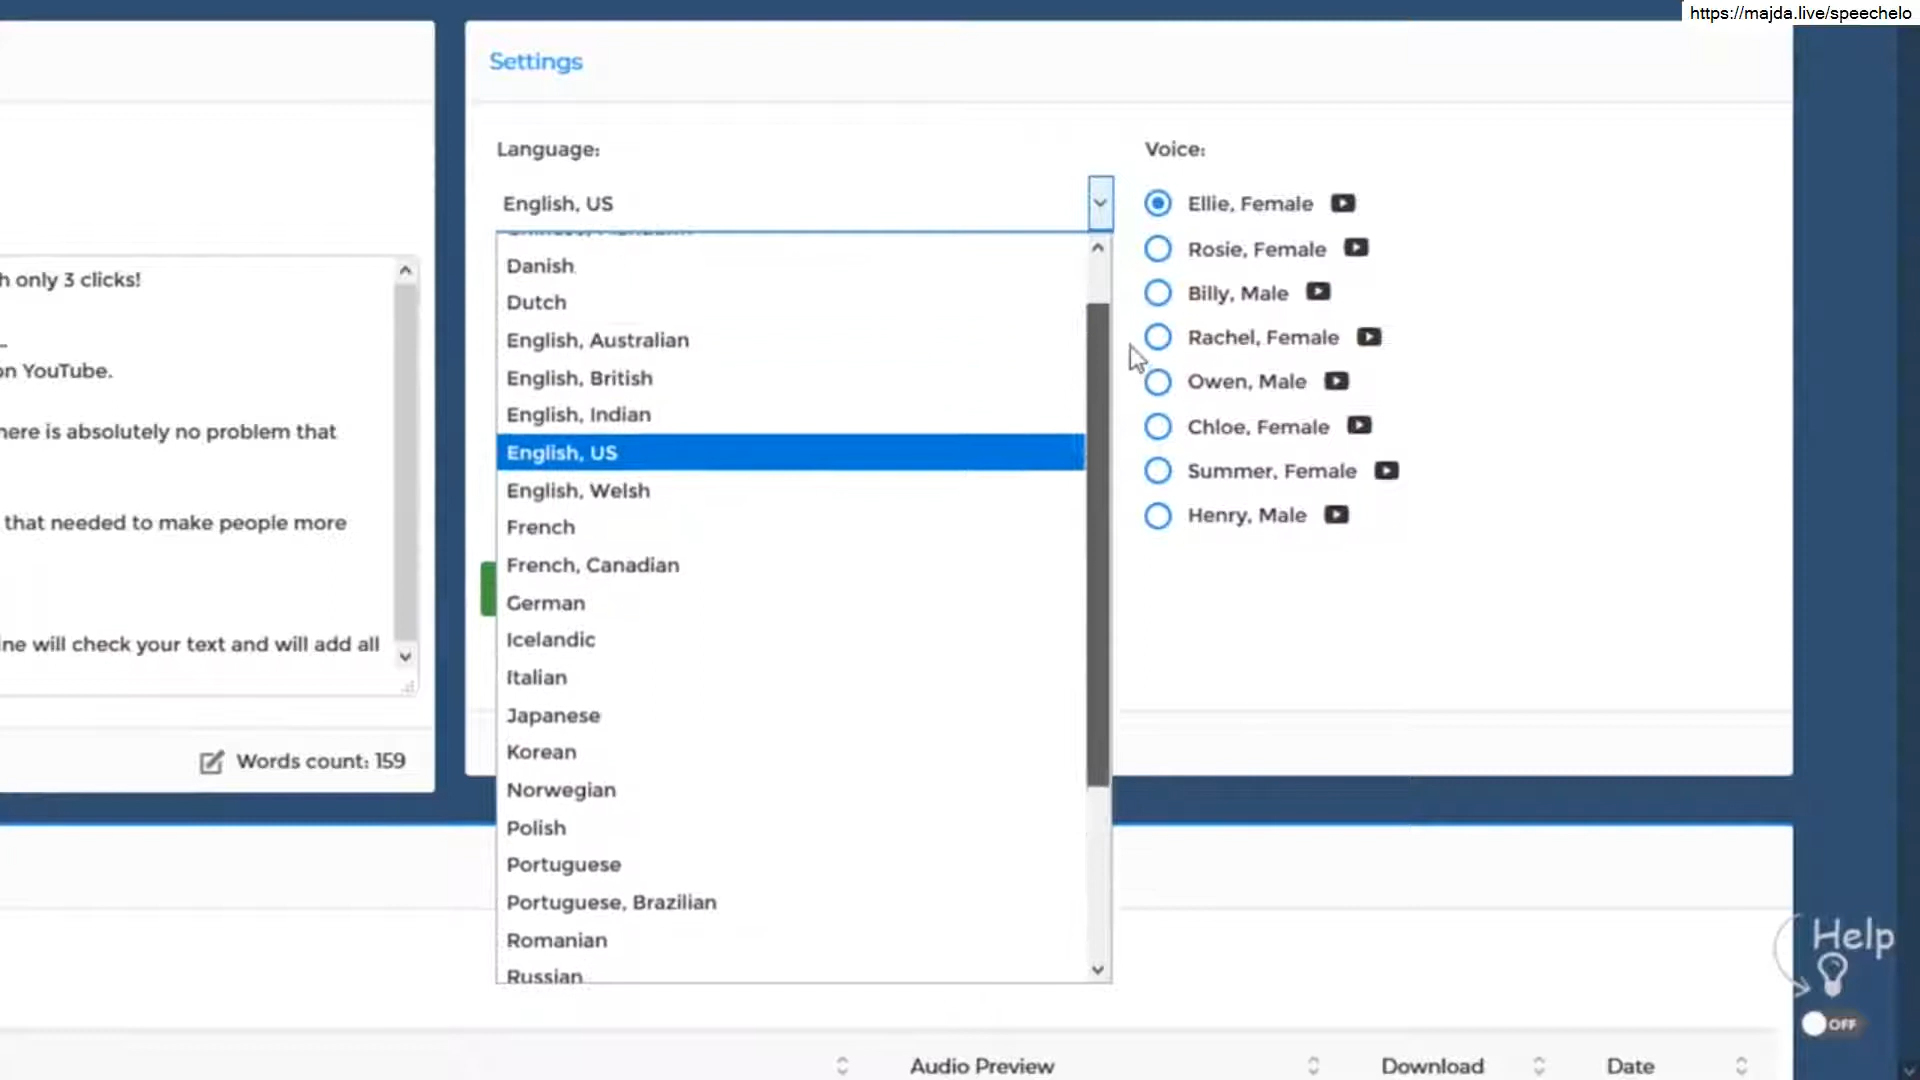 https://majda.live/speechelo
Settings
Language:
Voice:
English, US
Danish
Dutch
English, Australian
English, British
English, Indian
English, US
English, Welsh
French
French, Canadian
German
Icelandic
Italian
Japanese
Korean
Norwegian
Polish
Portuguese
Portuguese, Brazilian
Romanian
Russian
Ellie, Female
Rosie, Female
Billy, Male
Rachel, Female
Owen, Male
Chloe, Female
Summer, Female
Henry, Male
h only 3 clicks!
on YouTube.
here is absolutely no problem that
that needed to make people more
ne will check your text and will add all
Words count: 159
Help
OFF
Audio Preview
Download
Date